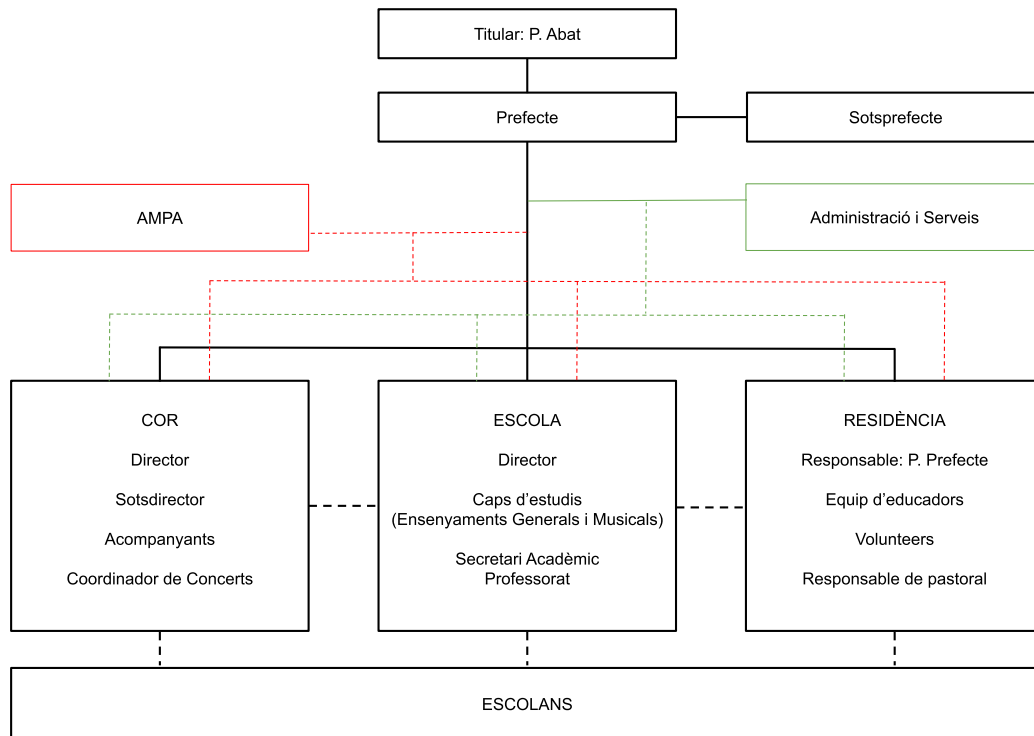 Titular: P. Abat
Prefecte
Sotsprefecte
AMPA
Administració i Serveis
COR
Director
Sotsdirector
Acompanyants
Coordinador de Concerts
ESCOLA
Director
Caps d’estudis
(Ensenyaments Generals i Musicals)
Secretari Acadèmic
Professorat
RESIDÈNCIA
Responsable: P. Prefecte
Equip d’educadors
Volunteers
Responsable de pastoral
ESCOLANS